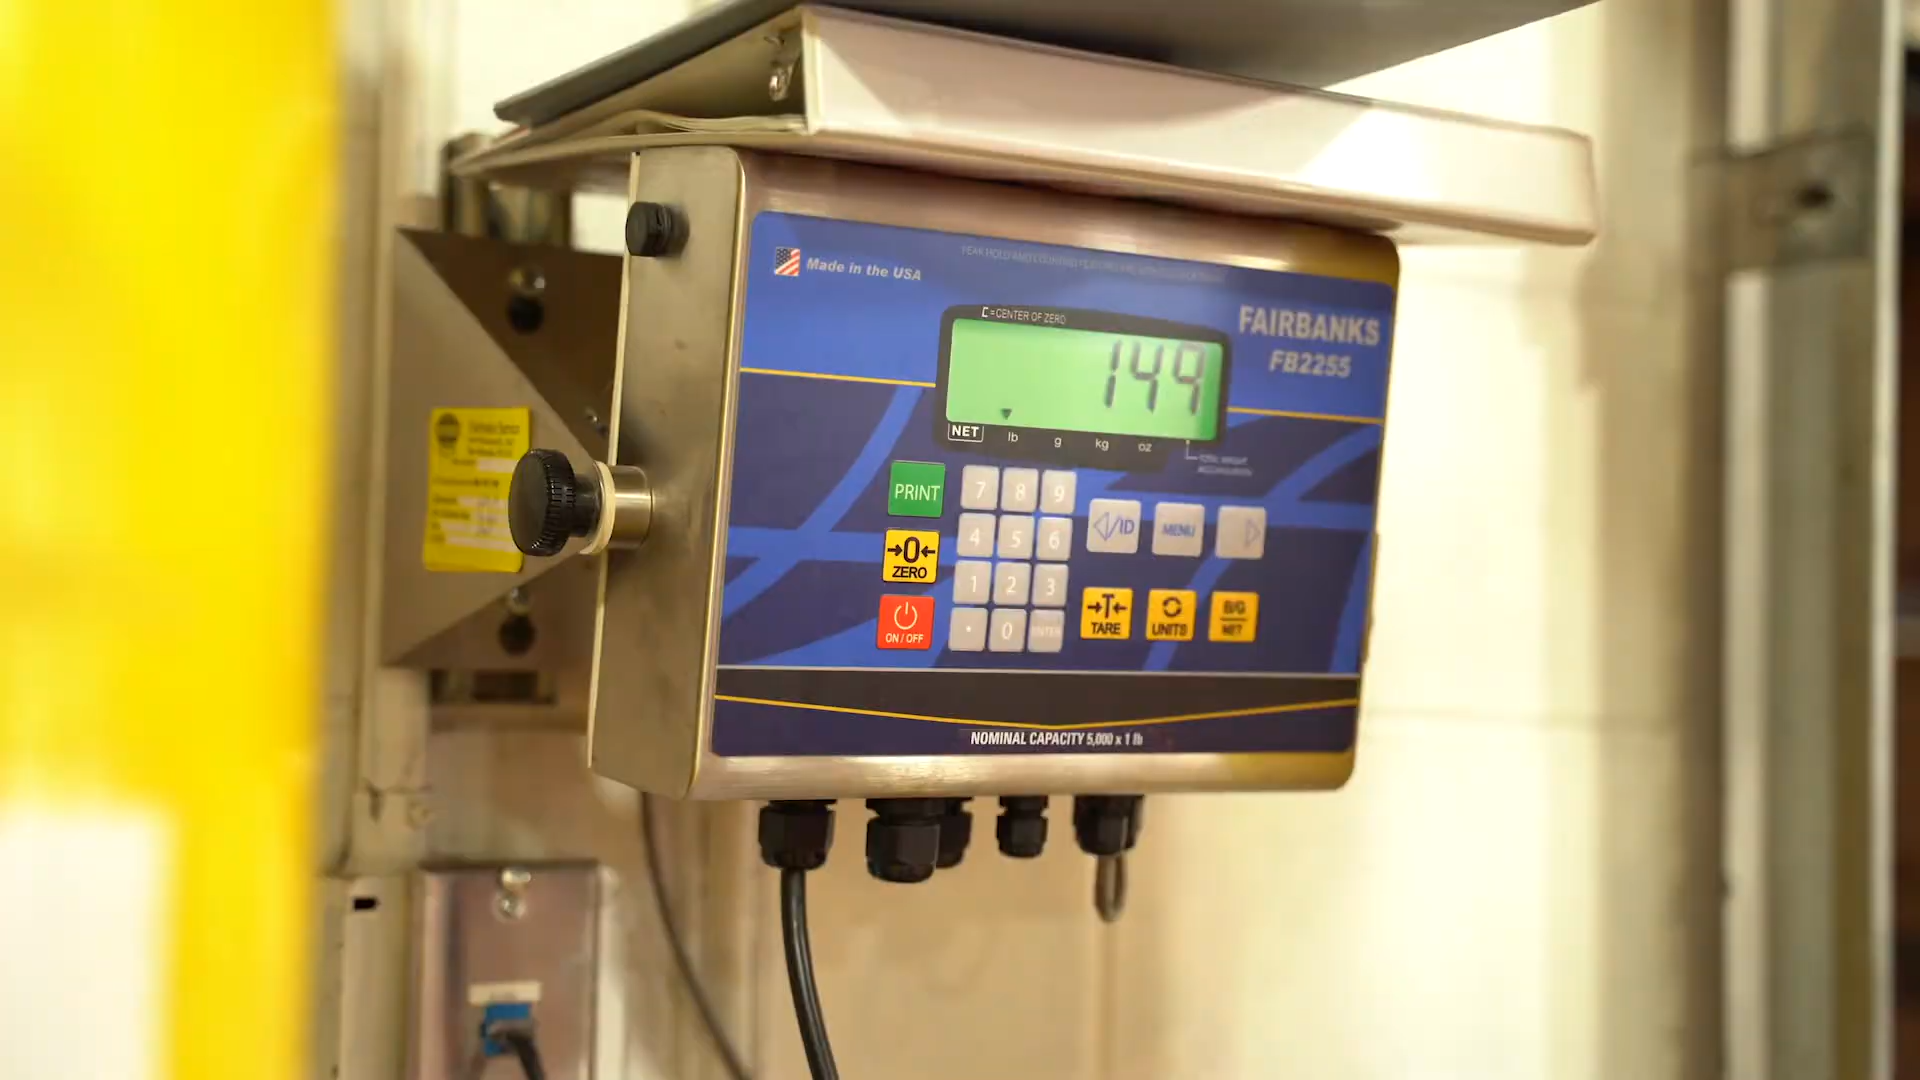 Made in the USA
C = CENTER OF ZERO
FAIRBANKS
FB2255
149
NET lb g kg oz
PRINT
7 8 9
◁/ID MENU ▷
4 5 6
→0←
ZERO
1 2 3
→T←
TARE
UNITS
B/G
NET
ON / OFF
. 0 ENTER
NOMINAL CAPACITY 5,000 x 1 lb